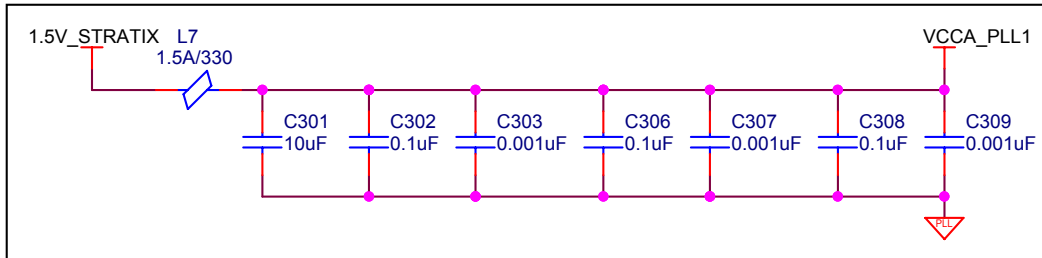 1.5V_STRATIX L7 VCCA_PLL1
1.5A/330
C301 C302 C303 C306 C307 C308 C309
10uF 0.1uF 0.001uF 0.1uF 0.001uF 0.1uF 0.001uF
PLL